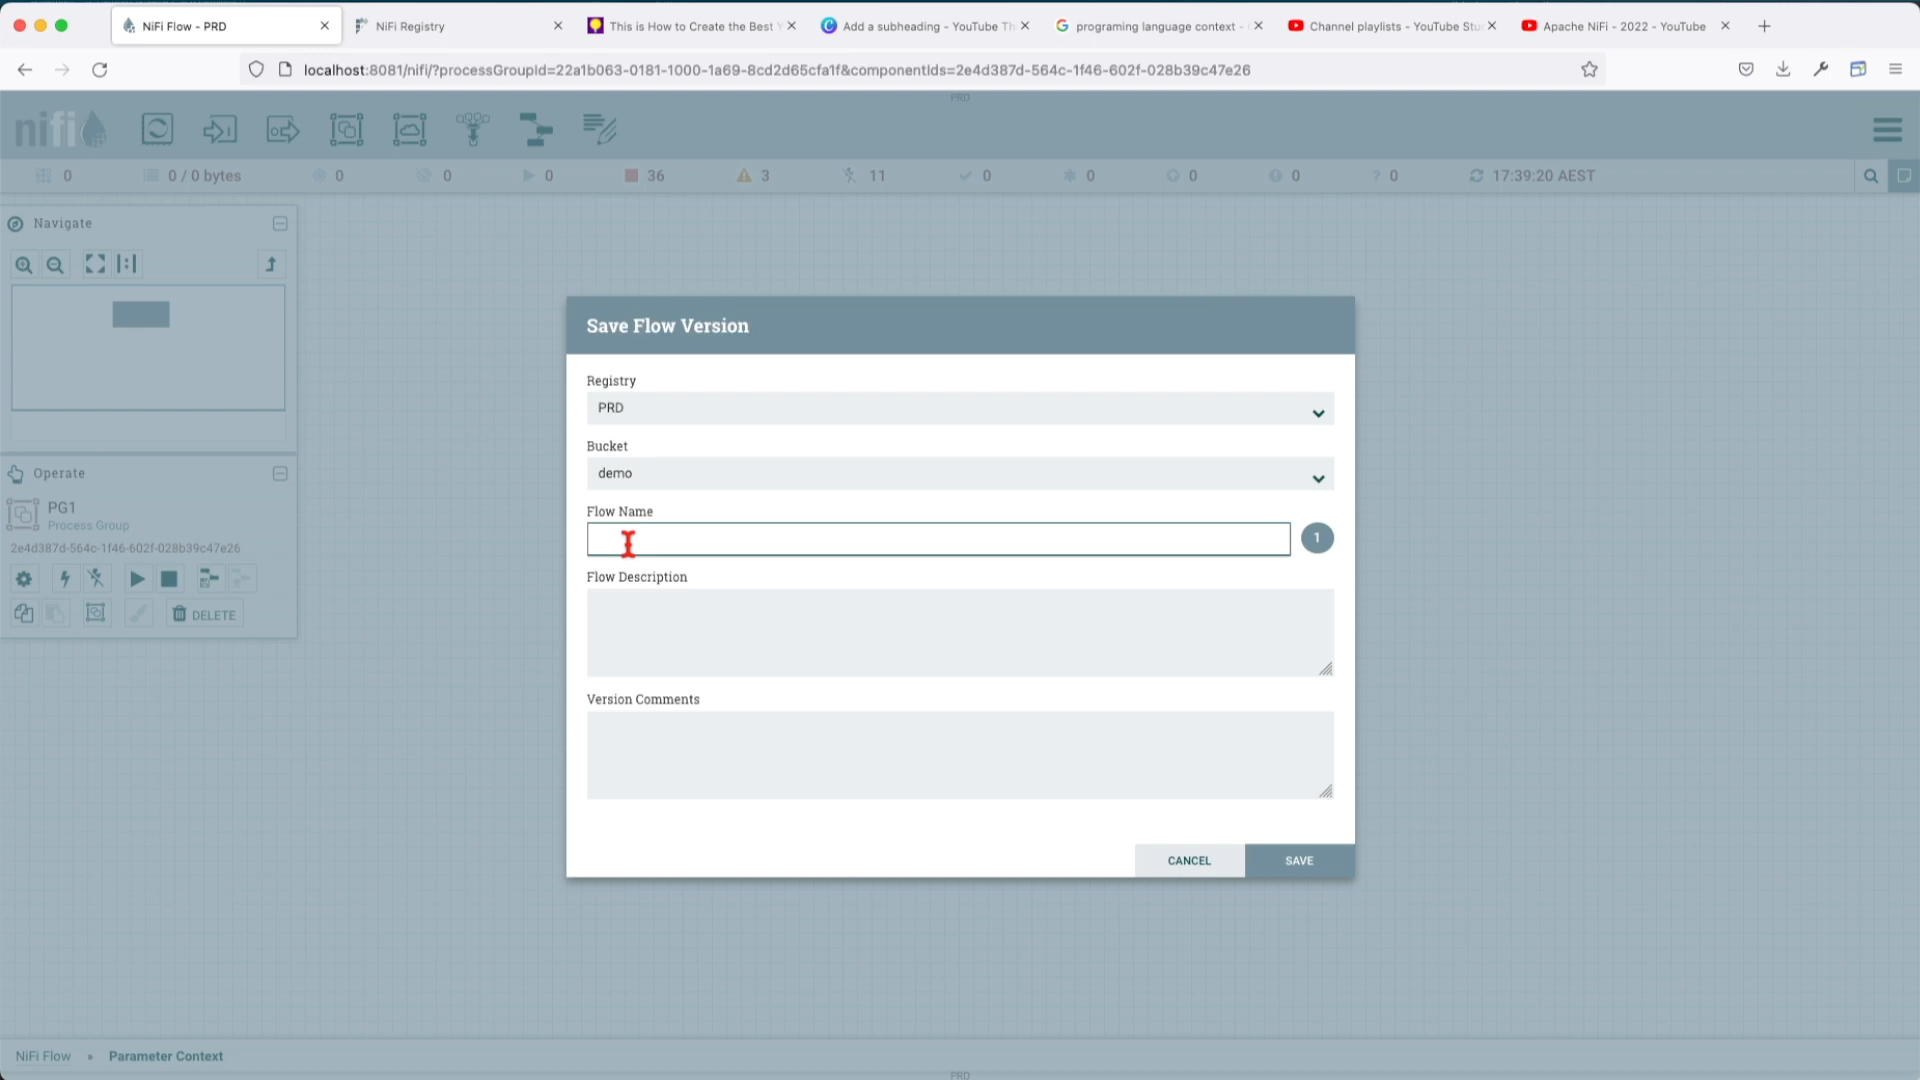 NiFi Flow - PRD
NiFi Registry
This is How to Create the Best Y
Add a subheading - YouTube Th
programing language context -
Channel playlists - YouTube Stu
Apache NiFi - 2022 - YouTube
localhost:8081/nifi/?processGroupId=22a1b063-0181-1000-1a69-8cd2d65cfa1f&componentIds=2e4d387d-564c-1f46-602f-028b39c47e26
PRD
nifi
0
0 / 0 bytes
0
0
0
36
3
11
0
0
0
0
? 0
17:39:20 AEST
Navigate
Operate
PG1
Process Group
2e4d387d-564c-1f46-602f-028b39c47e26
DELETE
Save Flow Version
Registry
PRD
Bucket
demo
Flow Name
1
Flow Description
Version Comments
CANCEL
SAVE
NiFi Flow » Parameter Context
PRD